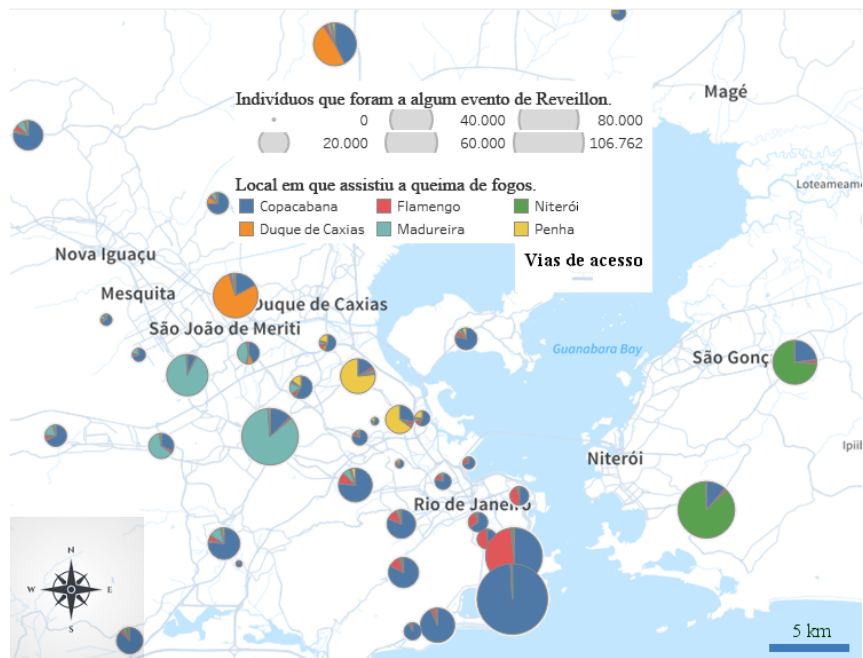 Magé
Indivíduos que foram a algum evento de Reveillon.
0 40.000 80.000
20.000 60.000 106.762
Local em que assistiu a queima de fogos.
Copacabana Flamengo Niterói
Duque de Caxias Madureira Penha
Loteameame
Vias de acesso
Nova Iguaçu
Mesquita
Duque de Caxias
São João de Meriti
Guanabara Bay
São Gonç
Niterói
Ipiíb
Rio de Janeiro
N
W E
S
5 km